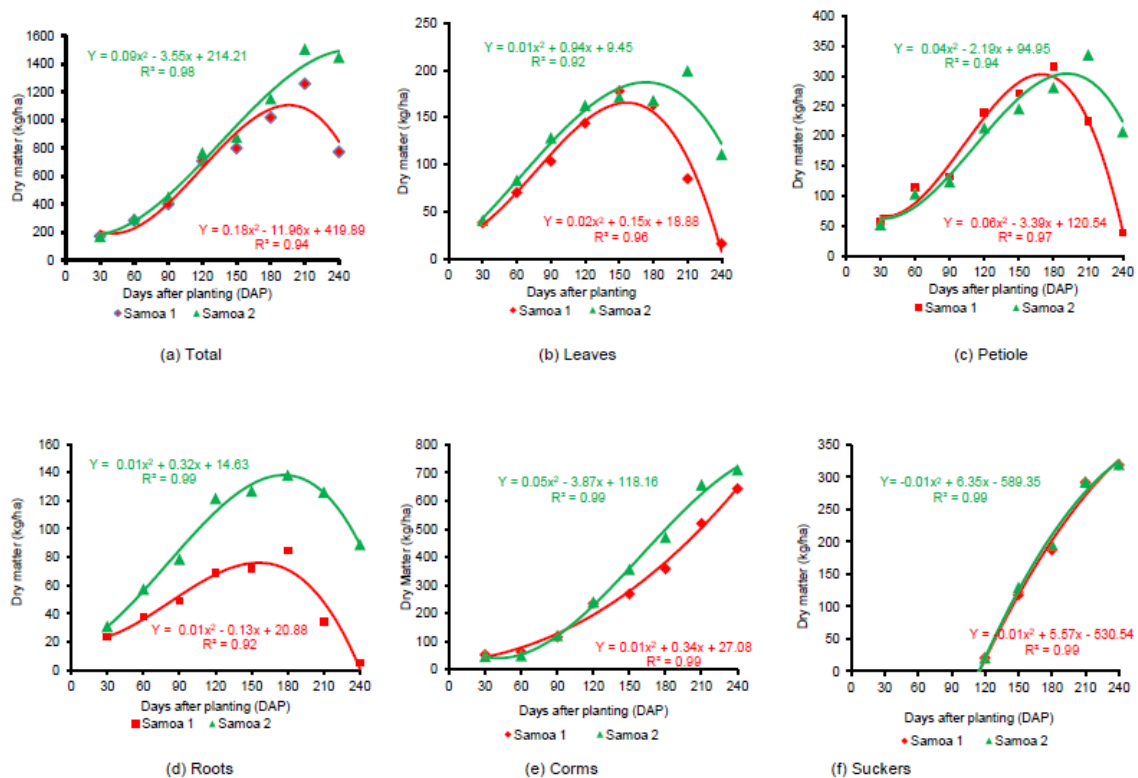 Y = 0.09x² - 3.55x + 214.21
R² = 0.98
Y = 0.18x² - 11.96x + 419.89
R² = 0.94
Dry matter (kg/ha)
1600
1400
1200
1000
800
600
400
200
0
0 30 60 90 120 150 180 210 240
Days after planting (DAP)
Samoa 1 Samoa 2
(a) Total
Y = 0.01x² + 0.94x + 9.45
R² = 0.92
Y = 0.02x² + 0.15x + 18.88
R² = 0.96
Dry matter (kg/ha)
250
200
150
100
50
0
0 30 60 90 120 150 180 210 240
Days after planting
Samoa 1 Samoa 2
(b) Leaves
Y = 0.04x² - 2.19x + 94.95
R² = 0.94
Y = 0.06x² - 3.39x + 120.54
R² = 0.97
Dry matter (kg/ha)
400
350
300
250
200
150
100
50
0
0 30 60 90 120 150 180 210 240
Days after planting (DAP)
Samoa 1 Samoa 2
(c) Petiole
Y = 0.01x² + 0.32x + 14.63
R² = 0.99
Y = 0.01x² - 0.13x + 20.88
R² = 0.92
Dry matter (kg/ha)
160
140
120
100
80
60
40
20
0
0 30 60 90 120 150 180 210 240
Days after planting (DAP)
Samoa 1 Samoa 2
(d) Roots
Y = 0.05x² - 3.87x + 118.16
R² = 0.99
Y = 0.01x² + 0.34x + 27.08
R² = 0.99
Dry Matter (kg/ha)
800
700
600
500
400
300
200
100
0
0 30 60 90 120 150 180 210 240
Days after planting (DAP)
Samoa 1 Samoa 2
(e) Corms
Y = -0.01x² + 6.35x - 589.35
R² = 0.99
Y = -0.01x² + 5.57x - 530.54
R² = 0.99
Dry matter (kg/ha)
350
300
250
200
150
100
50
0
0 30 60 90 120 150 180 210 240
Days after planting (DAP)
Samoa 1 Samoa 2
(f) Suckers